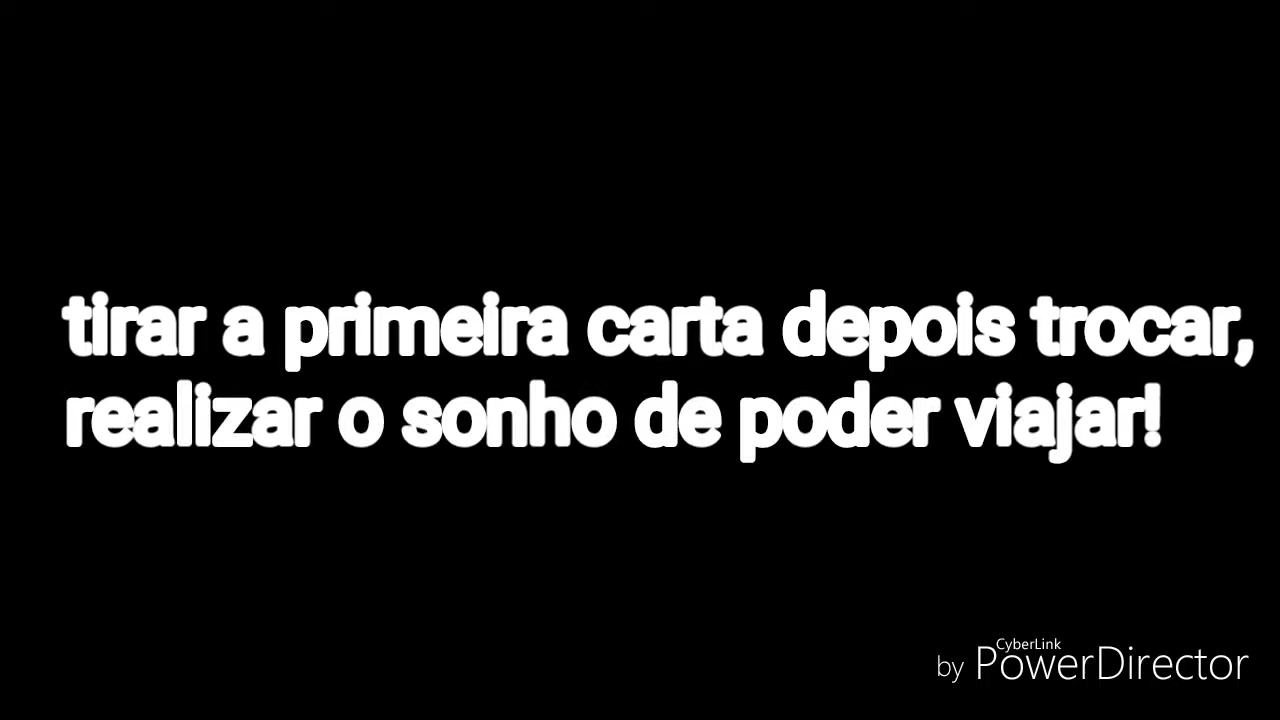 tirar a primeira carta depois trocar,
realizar o sonho de poder viajar!
CyberLink
by PowerDirector